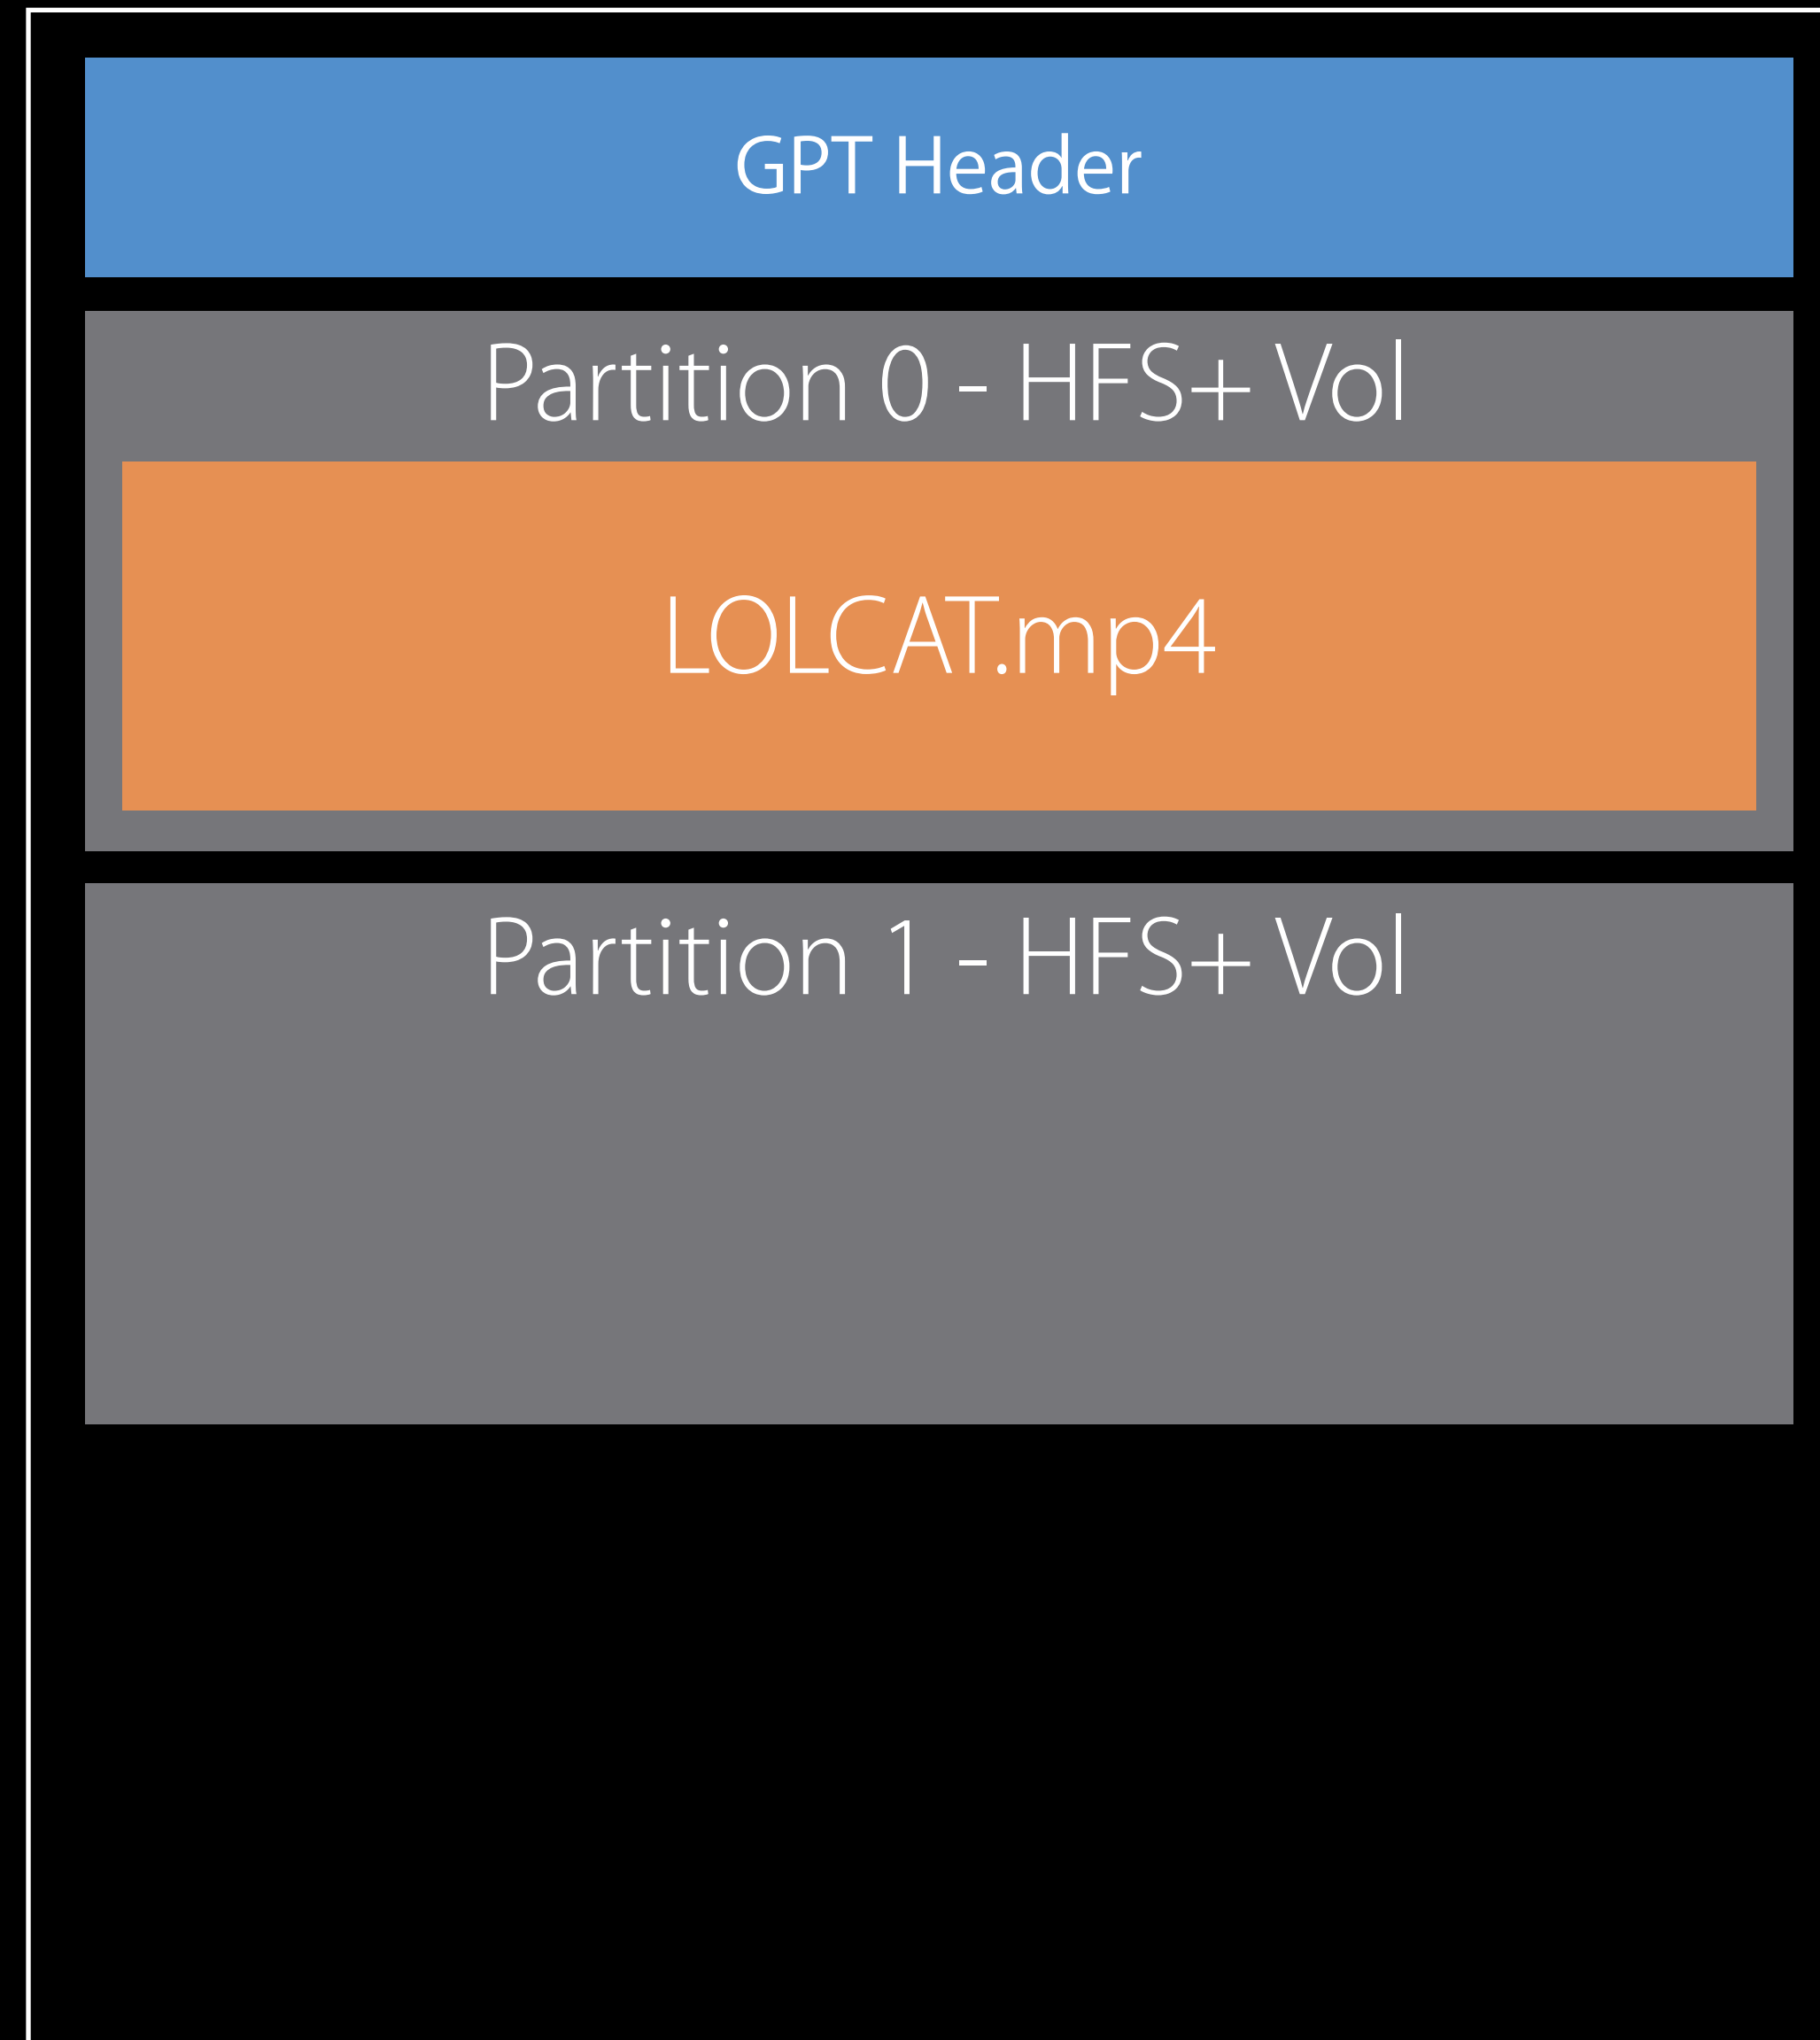 GPT Header
Partition 0 - HFS+ Vol
LOLCAT.mp4
Partition 1 - HFS+ Vol